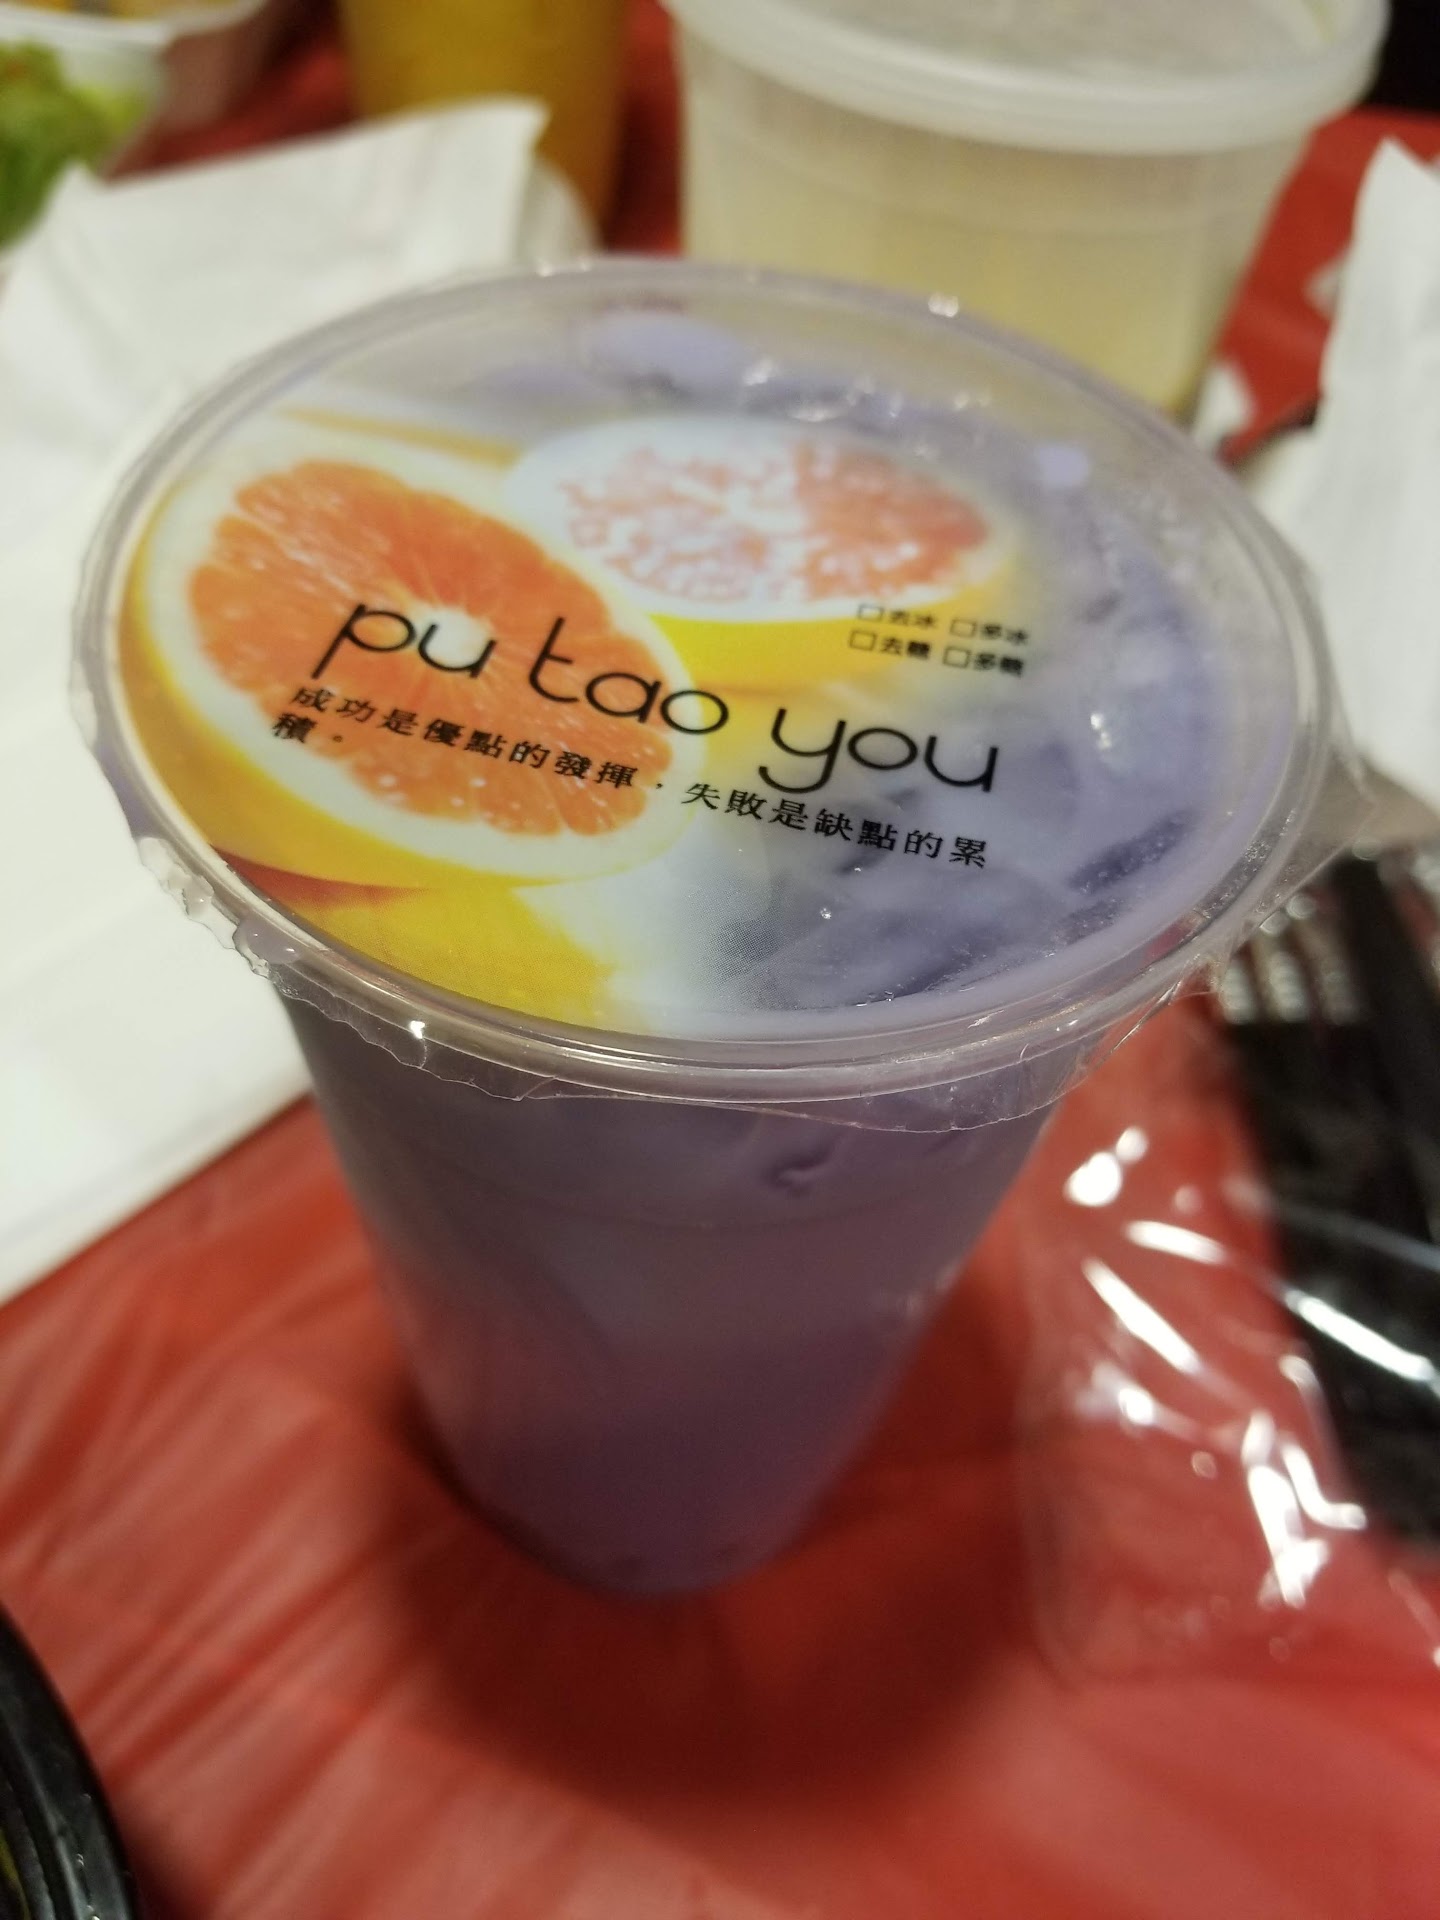 □去冰 □多冰
□去糖 □多糖
pu tao you
成功是優點的發揮，失敗是缺點的累
積。